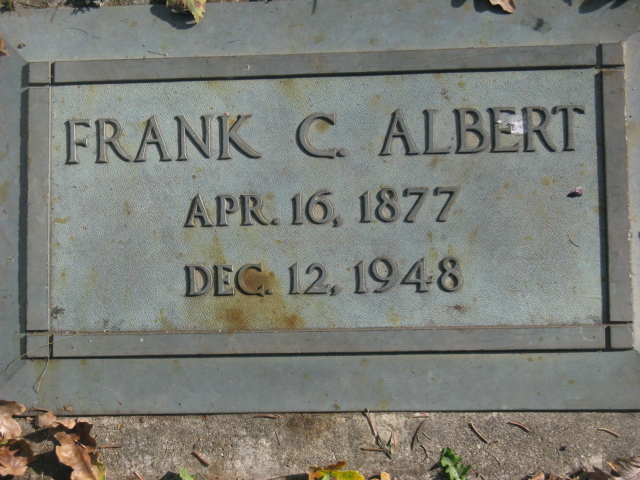 FRANK C. ALBERT
APR. 16, 1877
DEC. 12, 1948